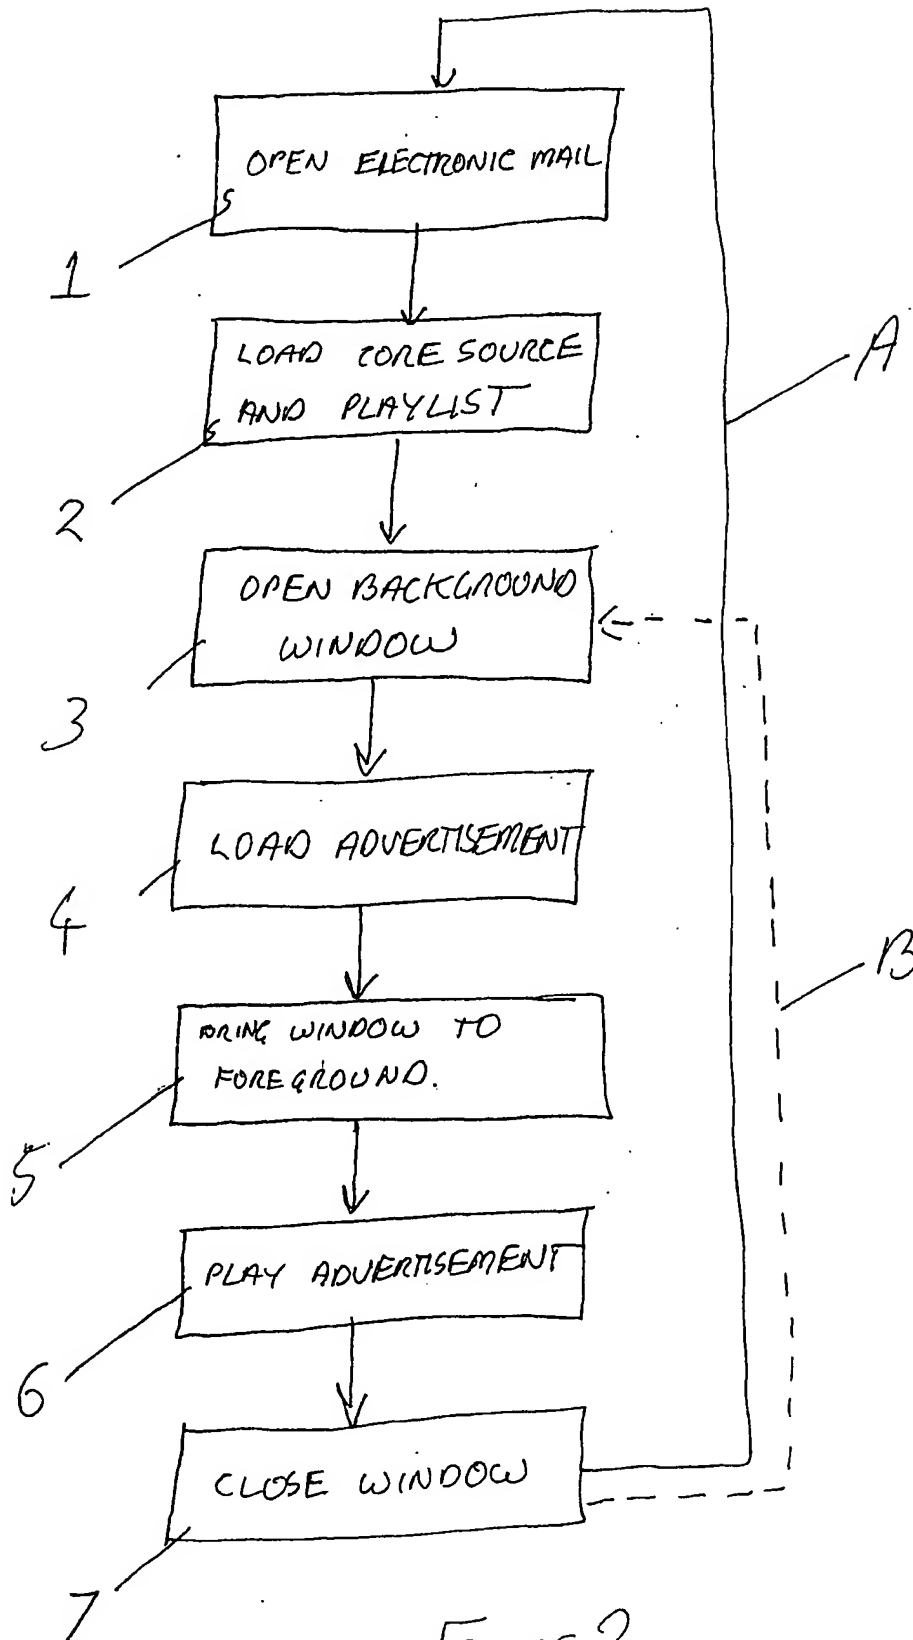 OPEN ELECTRONIC MAIL
1
LOAD CORE SOURCE
AND PLAYLIST
A
2
OPEN BACKGROUND
WINDOW
3
LOAD ADVERTISEMENT
4
B
BRING WINDOW TO
FOREGROUND.
5
PLAY ADVERTISEMENT
6
CLOSE WINDOW
7